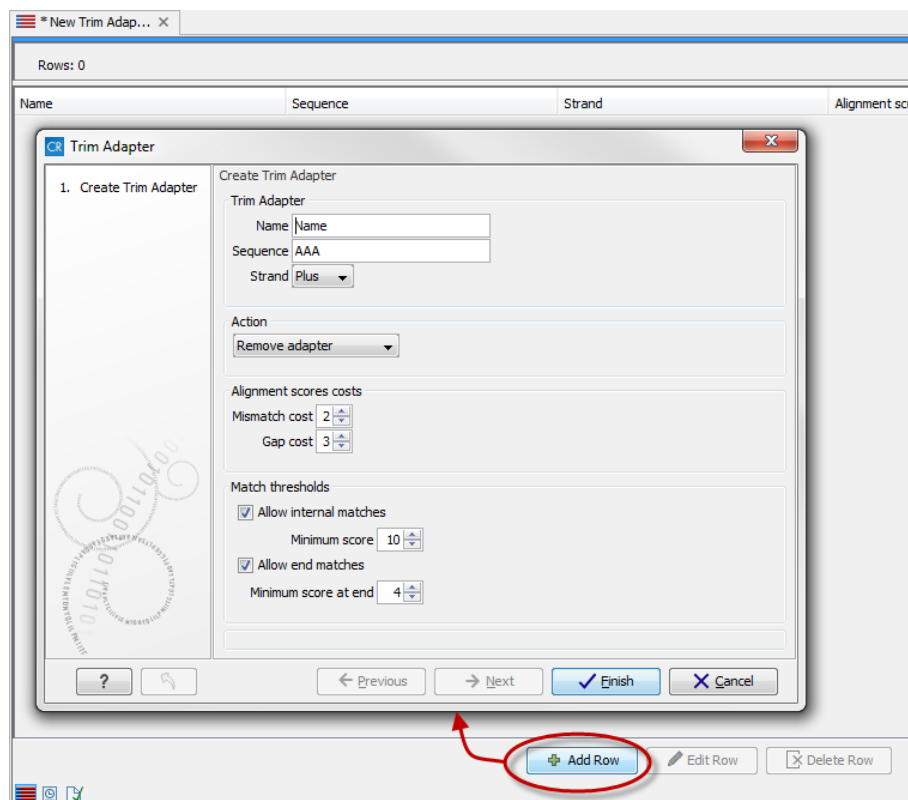 * New Trim Adap...
Rows: 0
Name Sequence Strand Alignment sc
CR Trim Adapter
1. Create Trim Adapter
Create Trim Adapter
Trim Adapter
Name Name
Sequence AAA
Strand Plus
Action
Remove adapter
Alignment scores costs
Mismatch cost 2
Gap cost 3
Match thresholds
Allow internal matches
Minimum score 10
Allow end matches
Minimum score at end 4
? Previous Next Finish Cancel
Add Row Edit Row Delete Row